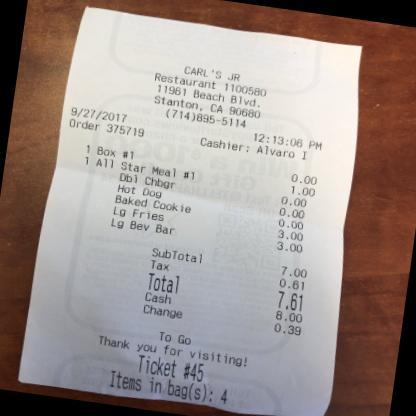 CARL'S JR
Restaurant 1100580
11961 Beach Blvd.
Stanton, CA 90680
(714)895-5114
9/27/2017 12:13:06 PM
Order 375719 Cashier: Alvaro I
1 Box #1 0.00
1 All Star Meal #1 1.00
Dbl Chbgr 0.00
Hot Dog 0.00
Baked Cookie 0.00
Lg Fries 3.00
Lg Bev Bar 3.00
SubTotal 7.00
Tax 0.61
Total 7.61
Cash 8.00
Change 0.39
To Go
Thank you for visiting!
Ticket #45
Items in bag(s): 4